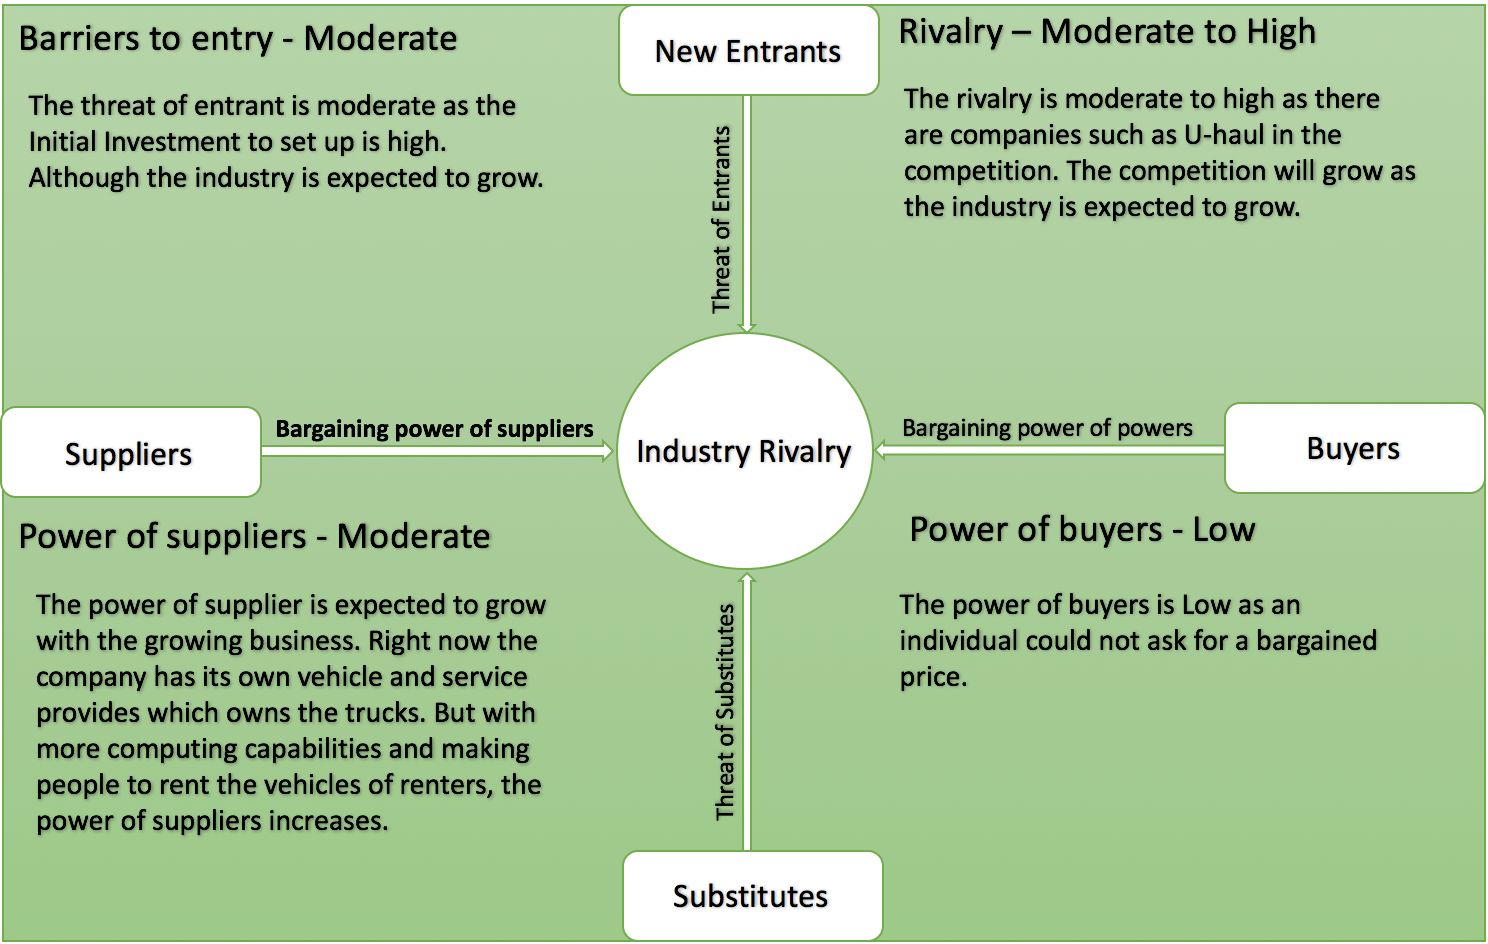 Barriers to entry - Moderate
The threat of entrant is moderate as the
Initial Investment to set up is high.
Although the industry is expected to grow.
New Entrants
Threat of Entrants
Rivalry – Moderate to High
The rivalry is moderate to high as there
are companies such as U-haul in the
competition. The competition will grow as
the industry is expected to grow.
Suppliers
Bargaining power of suppliers
Industry Rivalry
Bargaining power of powers
Buyers
Power of suppliers - Moderate
The power of supplier is expected to grow
with the growing business. Right now the
company has its own vehicle and service
provides which owns the trucks. But with
more computing capabilities and making
people to rent the vehicles of renters, the
power of suppliers increases.
Threat of Substitutes
Substitutes
Power of buyers - Low
The power of buyers is Low as an
individual could not ask for a bargained
price.